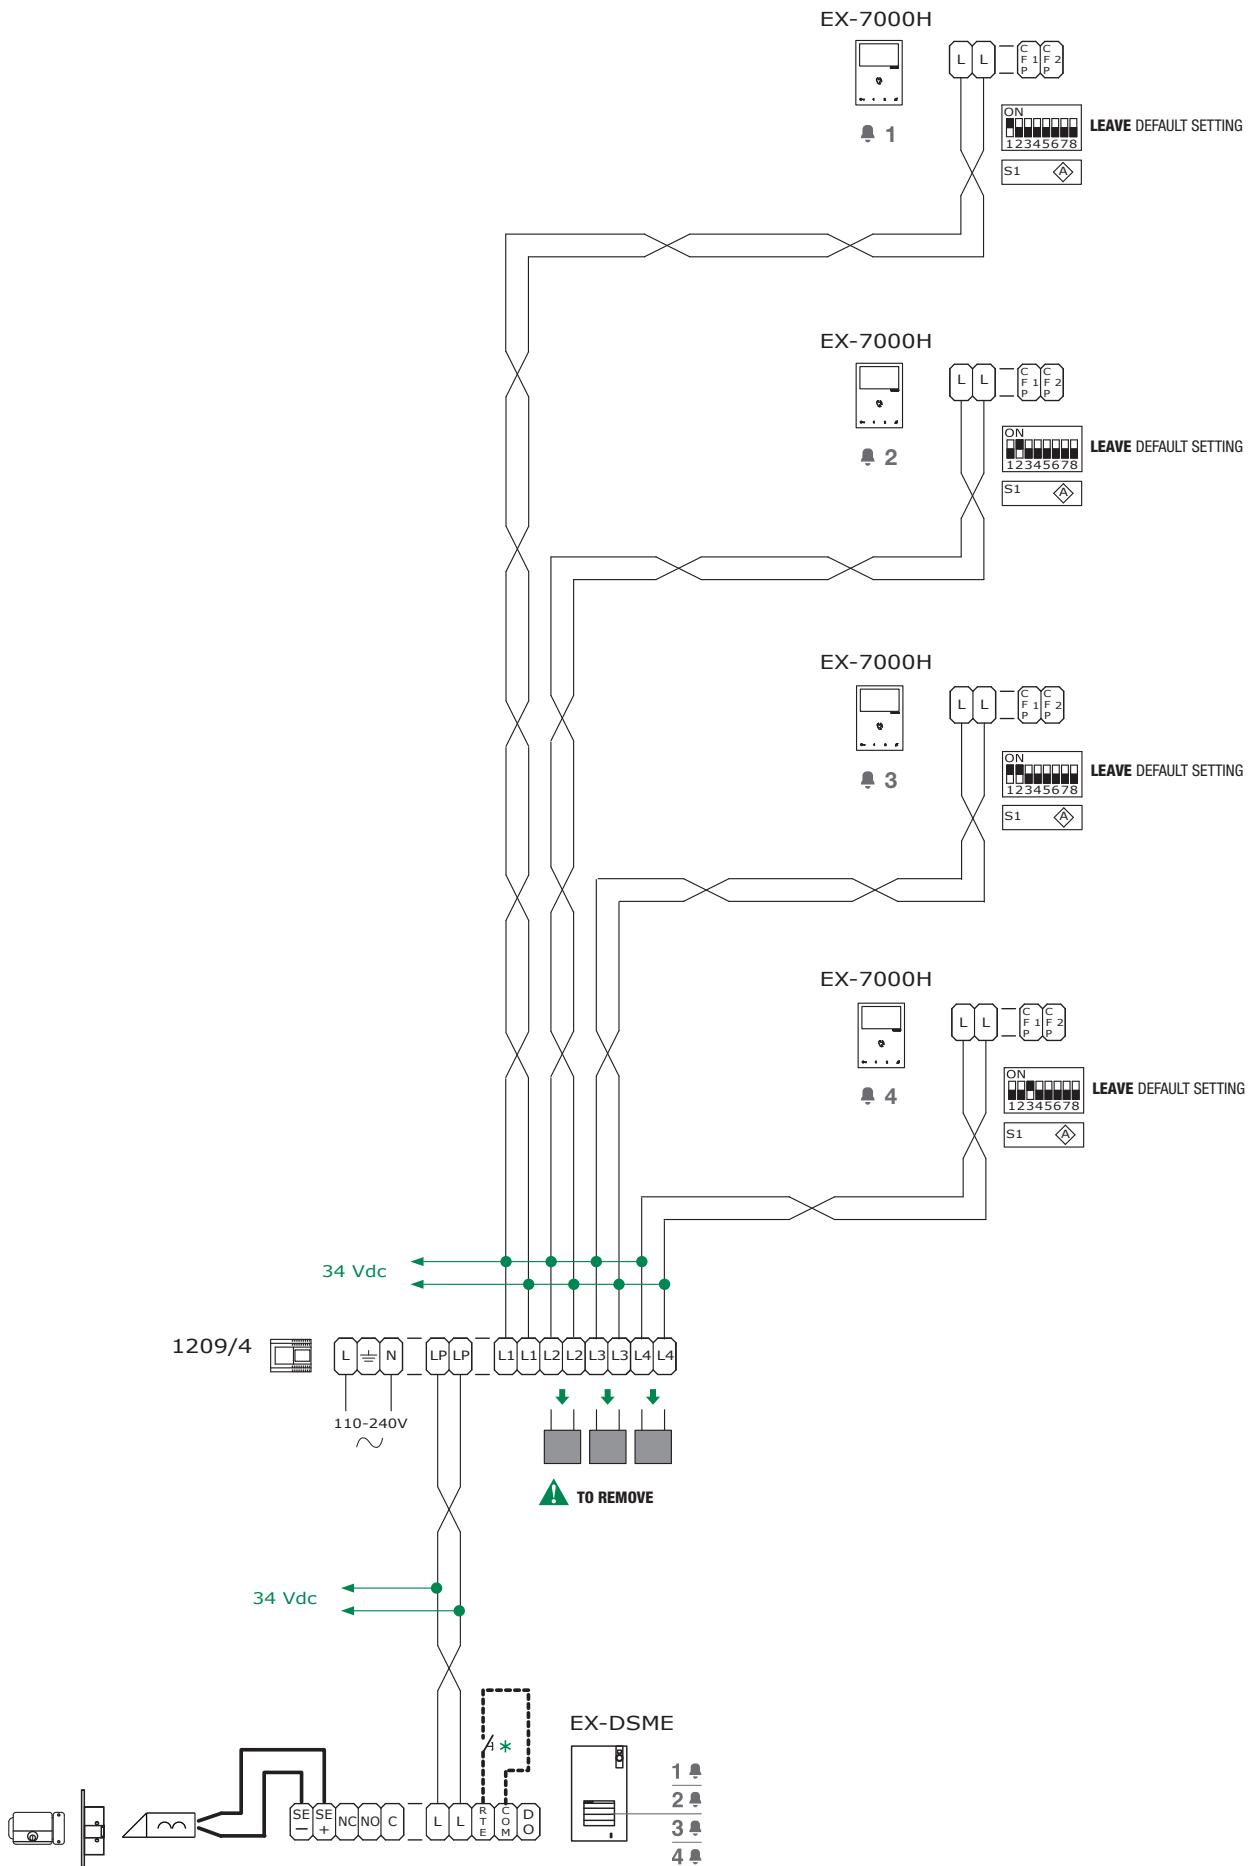 EX-7000H
L L C F P 1 C F P 2
ON
LEAVE DEFAULT SETTING
12345678
1
S1 A
EX-7000H
L L C F P 1 C F P 2
ON
LEAVE DEFAULT SETTING
12345678
2
S1 A
EX-7000H
L L C F P 1 C F P 2
ON
LEAVE DEFAULT SETTING
12345678
3
S1 A
EX-7000H
L L C F P 1 C F P 2
ON
LEAVE DEFAULT SETTING
12345678
4
S1 A
34 Vdc
1209/4
L N LP LP L1 L1 L2 L2 L3 L3 L4 L4
110-240V
TO REMOVE
34 Vdc
*
EX-DSME
1
2
3
4
SE − SE + NC NO C L L RTE COM DO